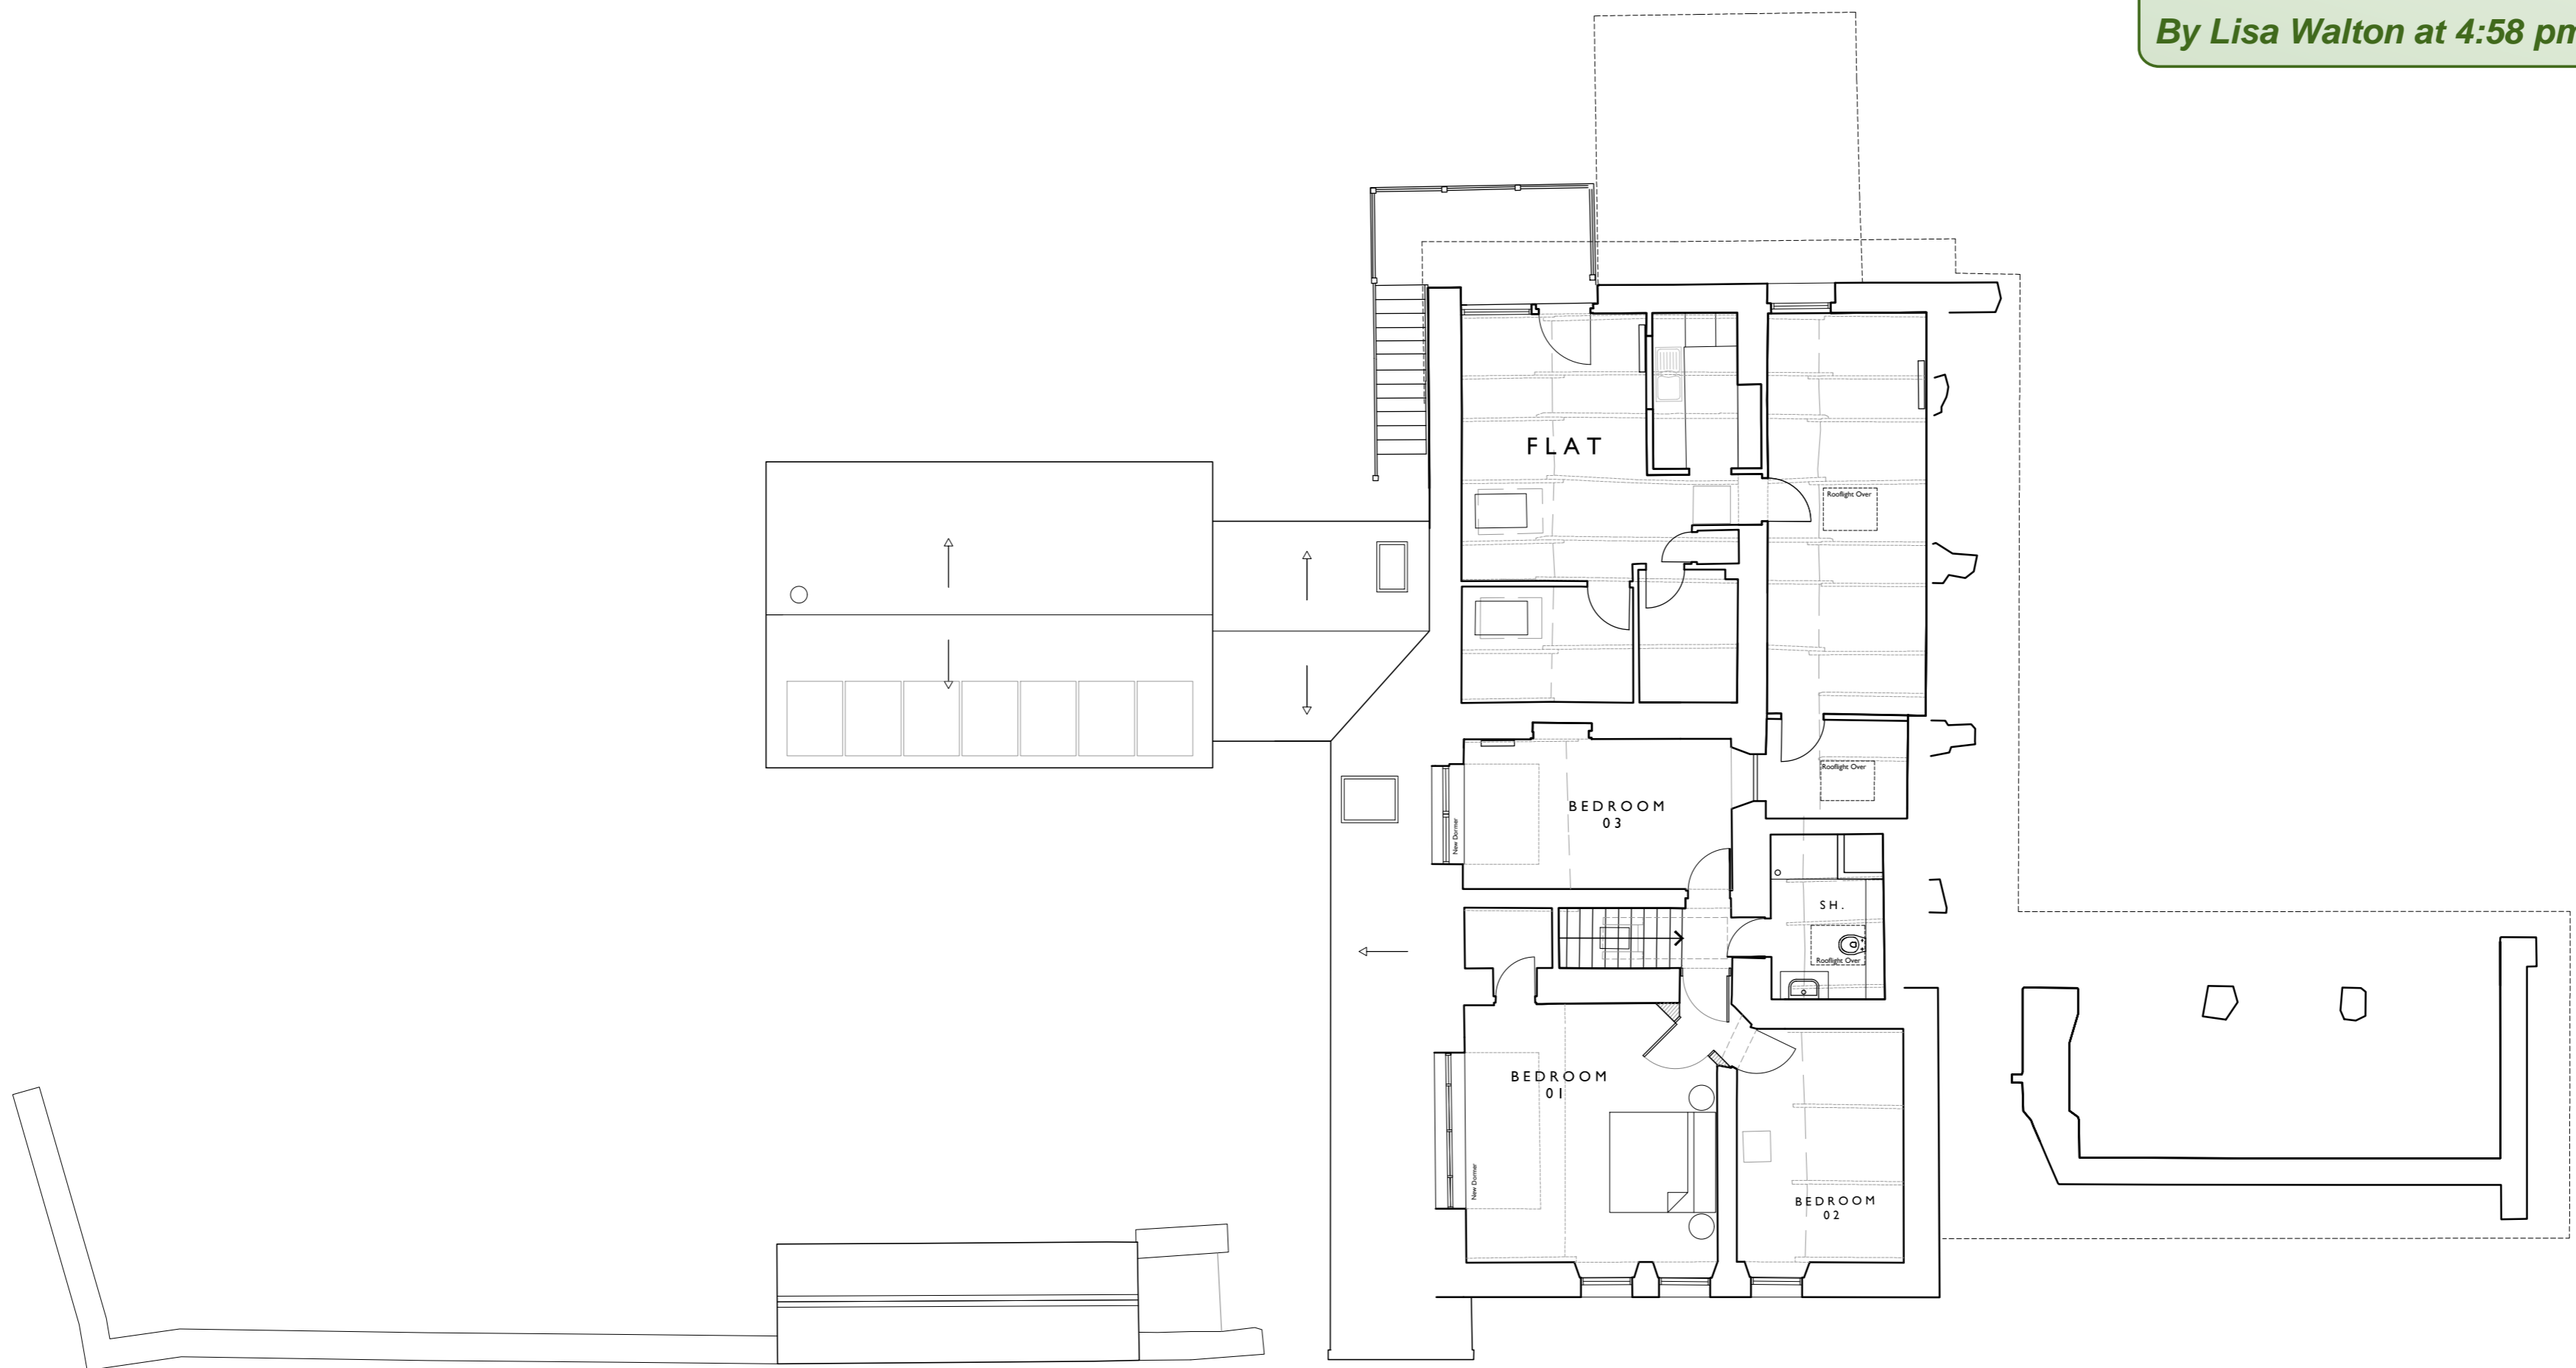 By Lisa Walton at 4:58 pm
FLAT
Rooflight Over
Rooflight Over
BEDROOM
03
New Dormer
SH.
Rooflight Over
BEDROOM
01
New Dormer
BEDROOM
02